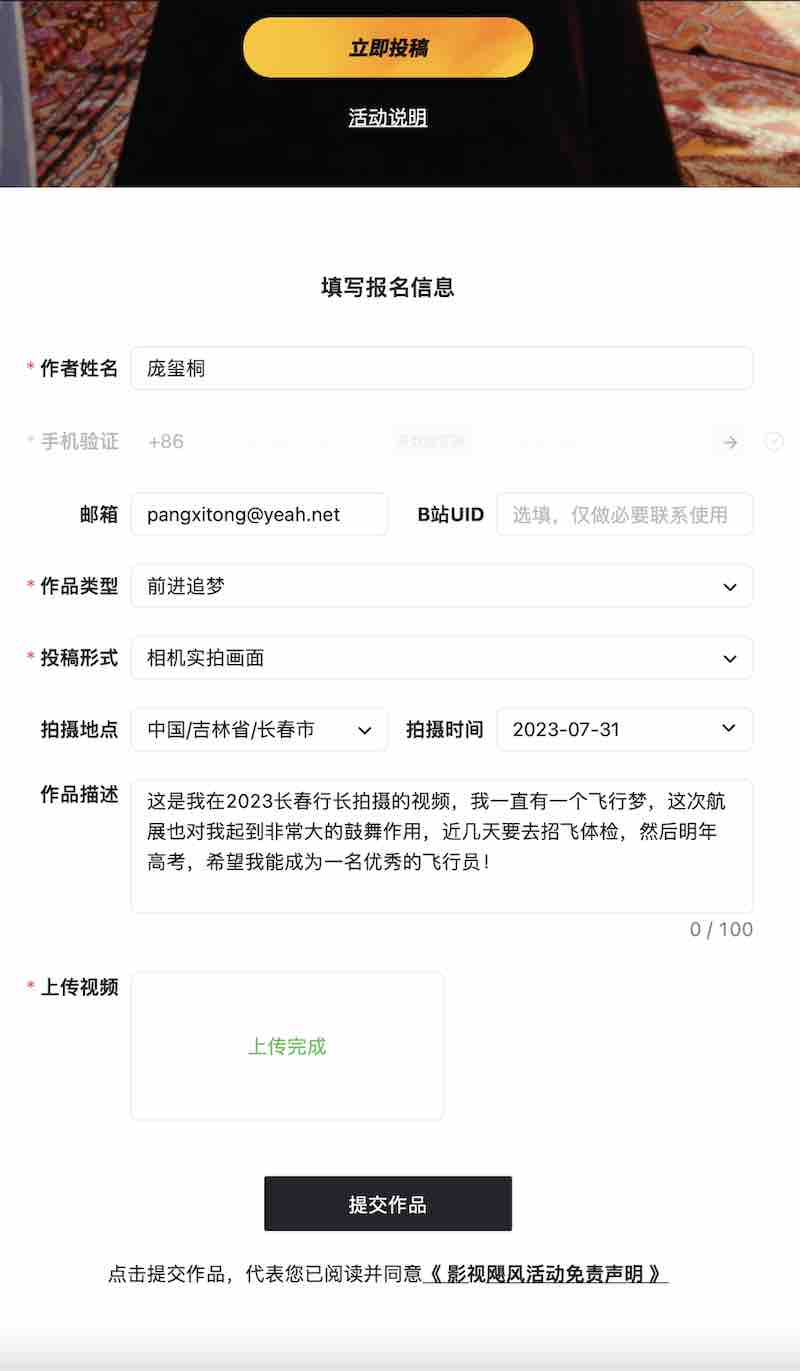 立即投稿
活动说明
填写报名信息
* 作者姓名 庞玺桐
* 手机验证 +86
邮箱 pangxitong@yeah.net B站UID 选填，仅做必要联系使用
* 作品类型 前进追梦
* 投稿形式 相机实拍画面
拍摄地点 中国/吉林省/长春市 拍摄时间 2023-07-31
作品描述 这是我在2023长春行长拍摄的视频，我一直有一个飞行梦，这次航
展也对我起到非常大的鼓舞作用，近几天要去招飞体检，然后明年
高考，希望我能成为一名优秀的飞行员！
0 / 100
* 上传视频
上传完成
提交作品
点击提交作品，代表您已阅读并同意《 影视飓风活动免责声明 》